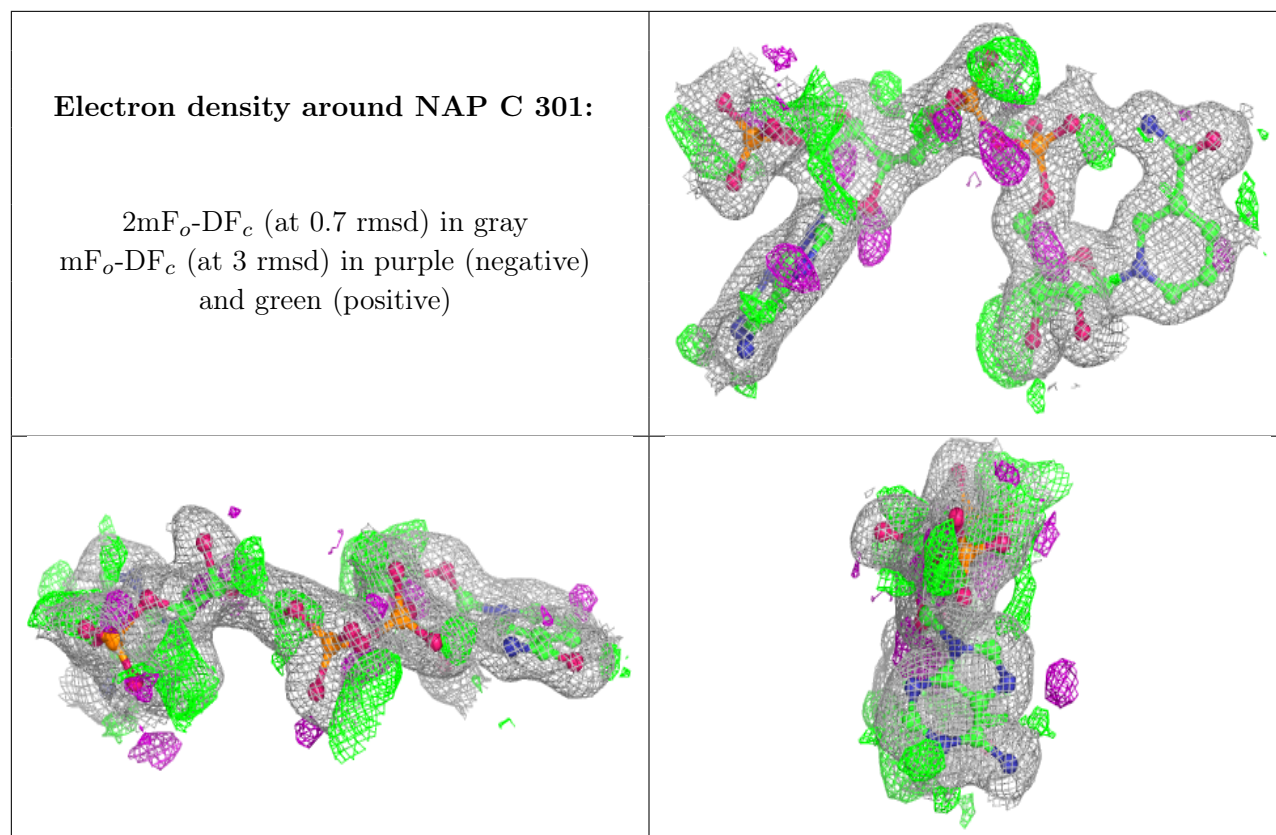 Electron density around NAP C 301:
2mFo-DFc (at 0.7 rmsd) in gray
mFo-DFc (at 3 rmsd) in purple (negative)
and green (positive)